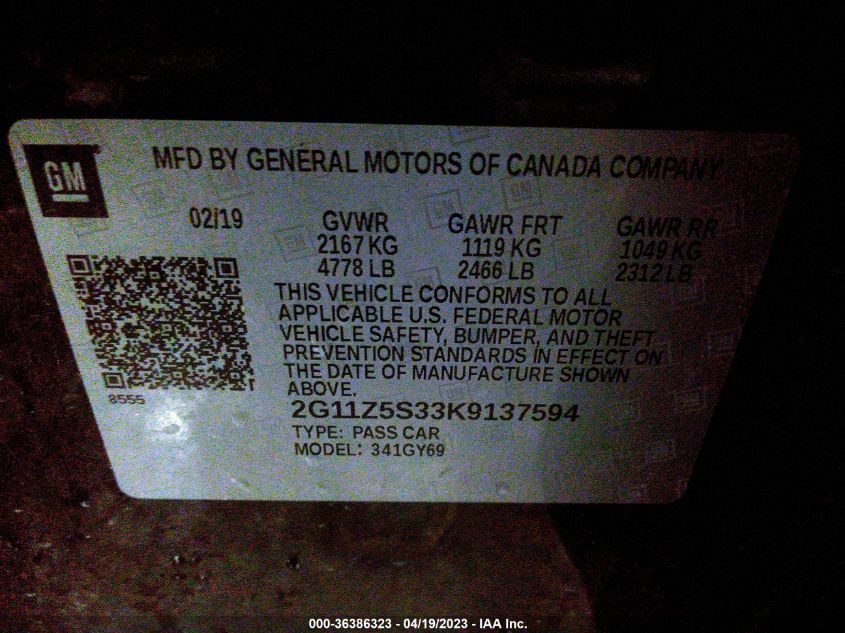 GM
MFD BY GENERAL MOTORS OF CANADA COMPANY
02/19 GVWR GAWR FRT GAWR RR
2167 KG 1119 KG 1049 KG
4778 LB 2466 LB 2312 LB
THIS VEHICLE CONFORMS TO ALL
APPLICABLE U.S. FEDERAL MOTOR
VEHICLE SAFETY, BUMPER, AND THEFT
PREVENTION STANDARDS IN EFFECT ON
THE DATE OF MANUFACTURE SHOWN
ABOVE.
8555
2G11Z5S33K9137594
TYPE: PASS CAR
MODEL: 341GY69
000-36386323 - 04/19/2023 - IAA Inc.